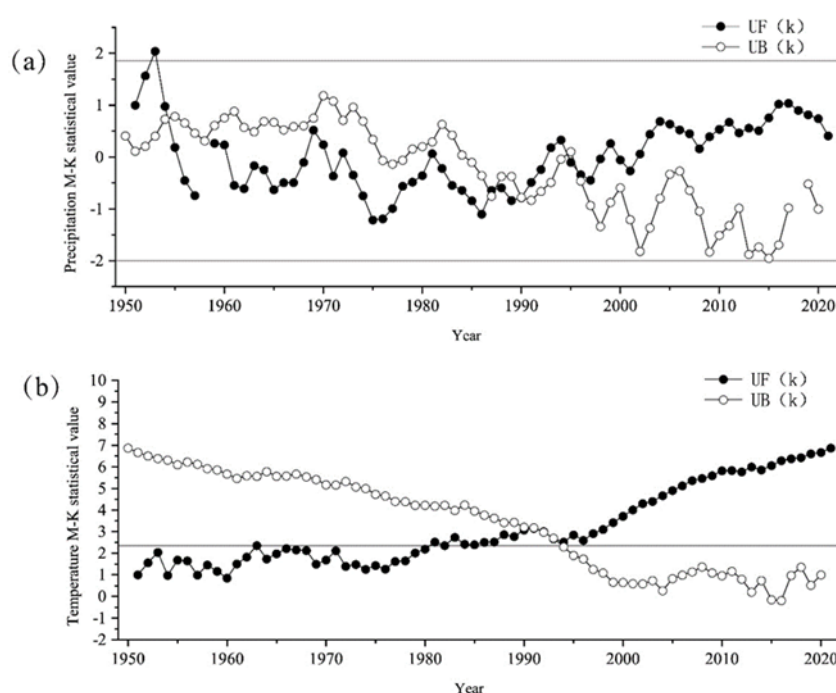 (a)
UF (k)
UB (k)
Precipitation M-K statistical value
2
1
0
-1
-2
1950 1960 1970 1980 1990 2000 2010 2020
Year
(b)
UF (k)
UB (k)
Temperature M-K statistical value
10
9
8
7
6
5
4
3
2
1
0
-1
-2
1950 1960 1970 1980 1990 2000 2010 2020
Year